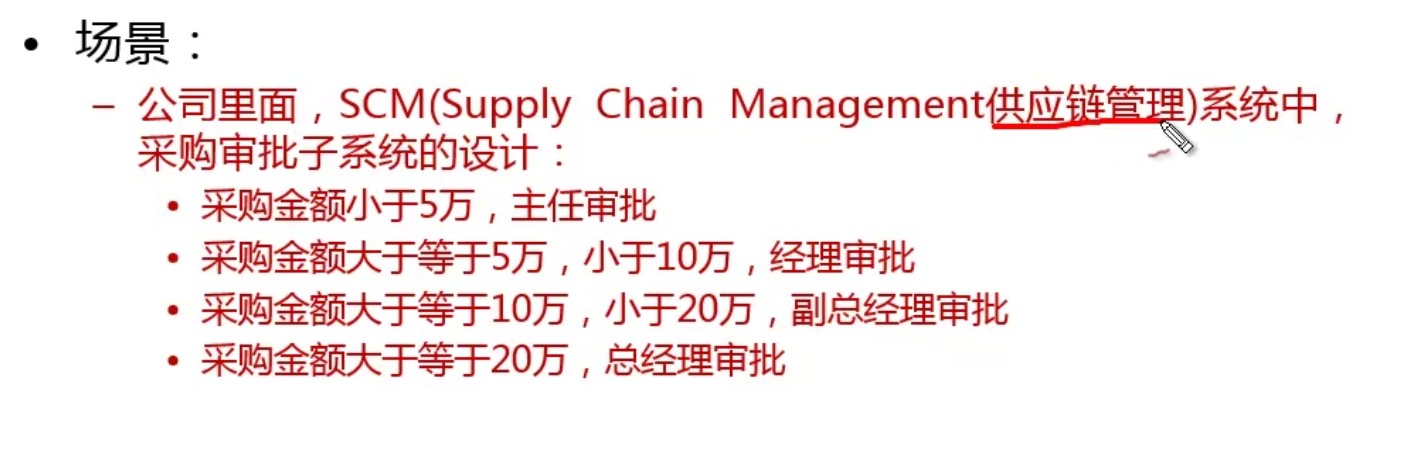 • 场景：
– 公司里面，SCM(Supply Chain Management供应链管理)系统中，
采购审批子系统的设计：
• 采购金额小于5万，主任审批
• 采购金额大于等于5万，小于10万，经理审批
• 采购金额大于等于10万，小于20万，副总经理审批
• 采购金额大于等于20万，总经理审批